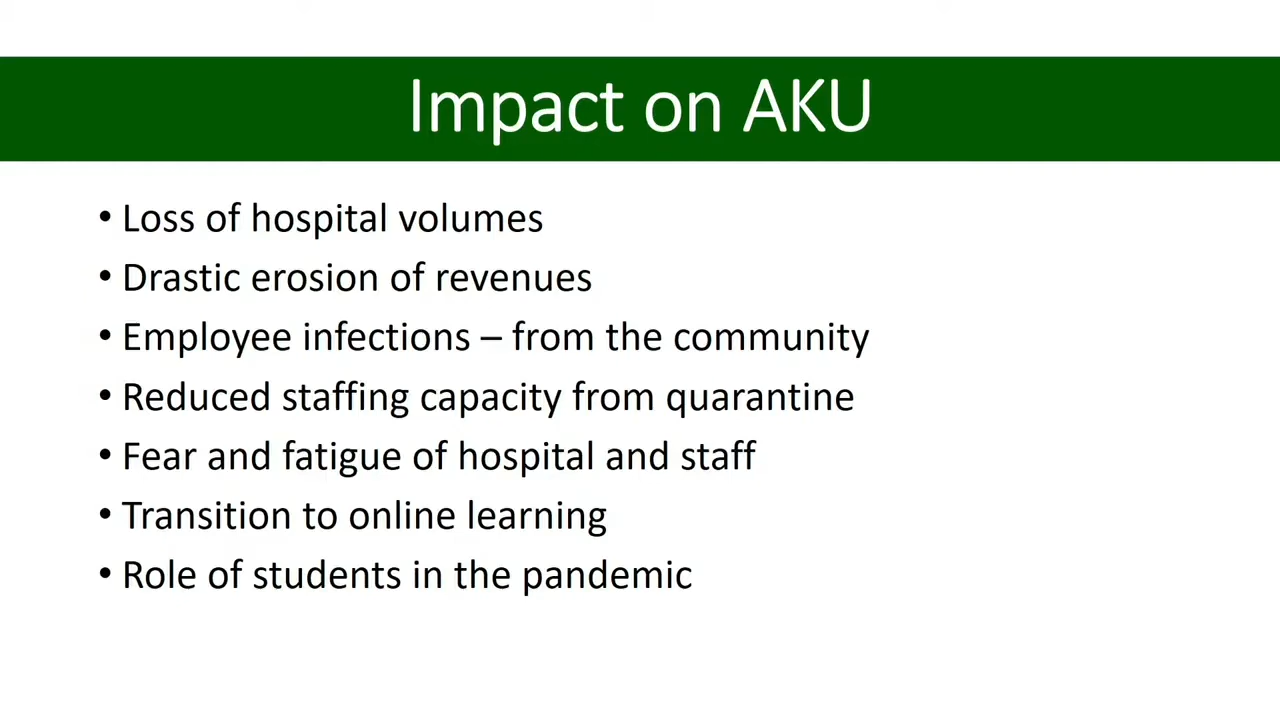 Impact on AKU
• Loss of hospital volumes
• Drastic erosion of revenues
• Employee infections – from the community
• Reduced staffing capacity from quarantine
• Fear and fatigue of hospital and staff
• Transition to online learning
• Role of students in the pandemic